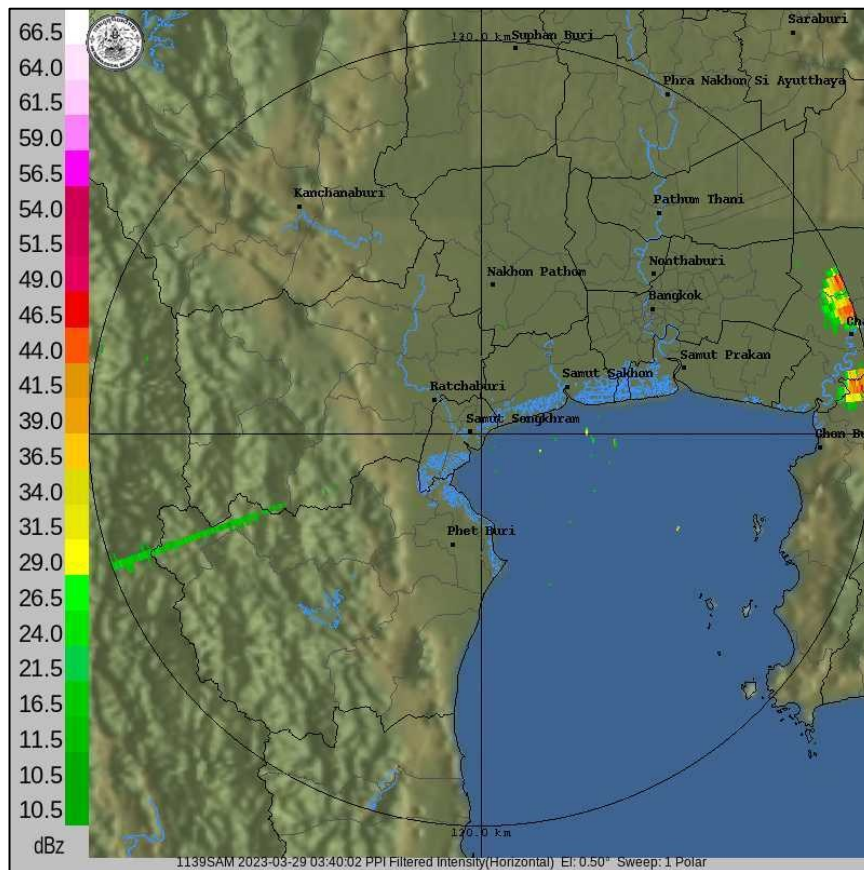 66.5
64.0
61.5
59.0
56.5
54.0
51.5
49.0
46.5
44.0
41.5
39.0
36.5
34.0
31.5
29.0
26.5
24.0
21.5
16.5
11.5
10.5
10.5
dBz
Saraburi
120.0 km
Suphan Buri
Phra Nakhon Si Ayutthaya
Kanchanaburi
Pathum Thani
Nonthaburi
Nakhon Pathom
Bangkok
Cha
Samut Prakan
Samut Sakhon
Ratchaburi
Samut Songkhram
Chon Bu
Phet Buri
120.0 km
1139SAM 2023-03-29 03:40:02 PPI Filtered Intensity(Horizontal) El: 0.50° Sweep: 1 Polar